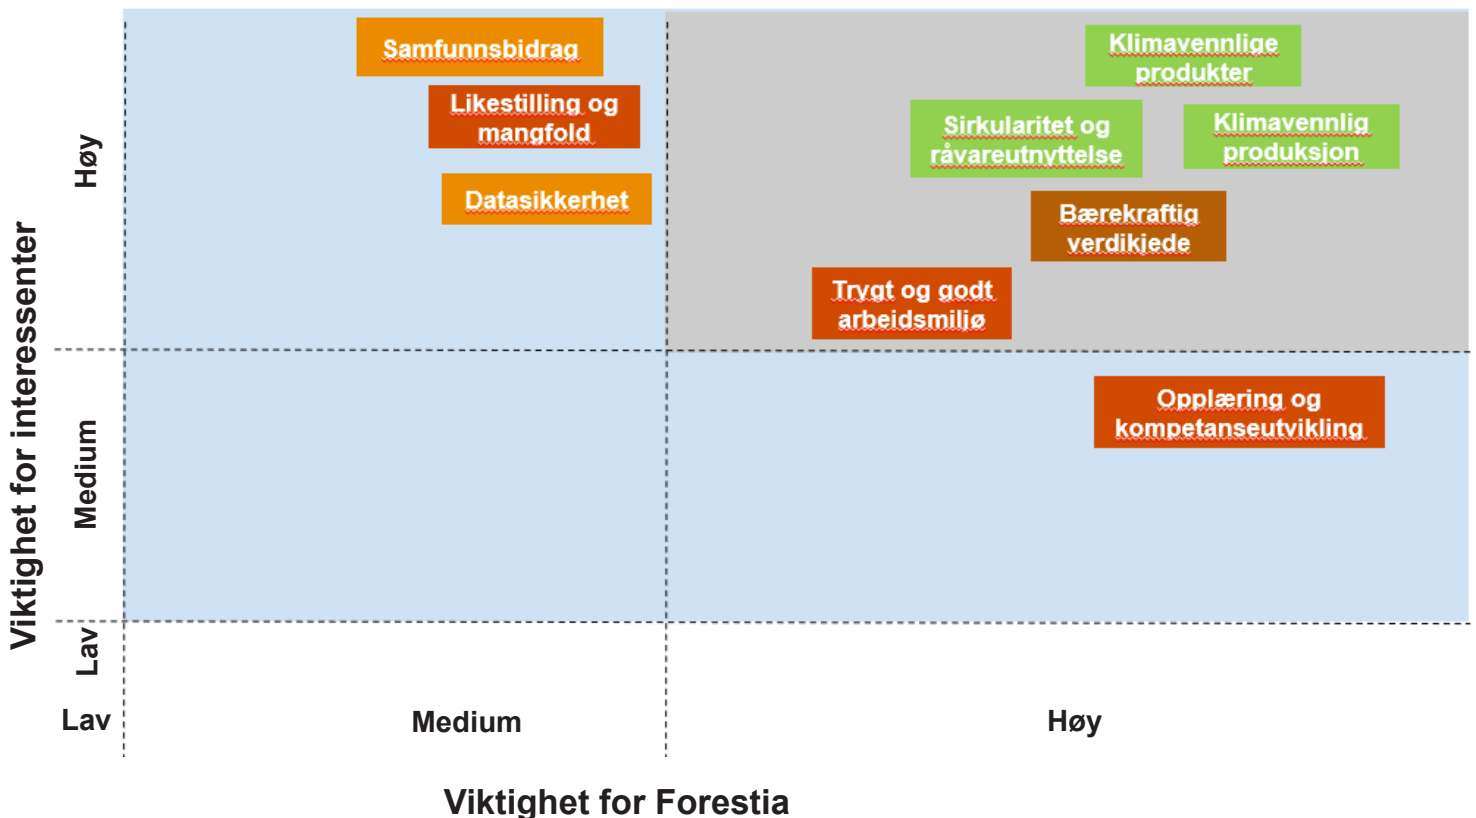 Samfunnsbidrag
Likestilling og
mangfold
Datasikkerhet
Klimavennlige
produkter
Sirkularitet og
råvareutnyttelse
Klimavennlig
produksjon
Bærekraftig
verdikjede
Trygt og godt
arbeidsmiljø
Opplæring og
kompetanseutvikling
Viktighet for interessenter
Høy
Medium
Lav
Lav
Medium
Høy
Viktighet for Forestia